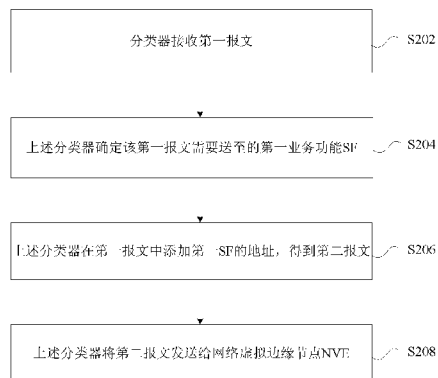 分类器接收第一报文
S202
上述分类器确定该第一报文需要送至的第一业务功能SF
S204
上述分类器在第一报文中添加第一SF的地址，得到第二报文
S206
上述分类器将第二报文发送给网络虚拟边缘节点NVE
S208